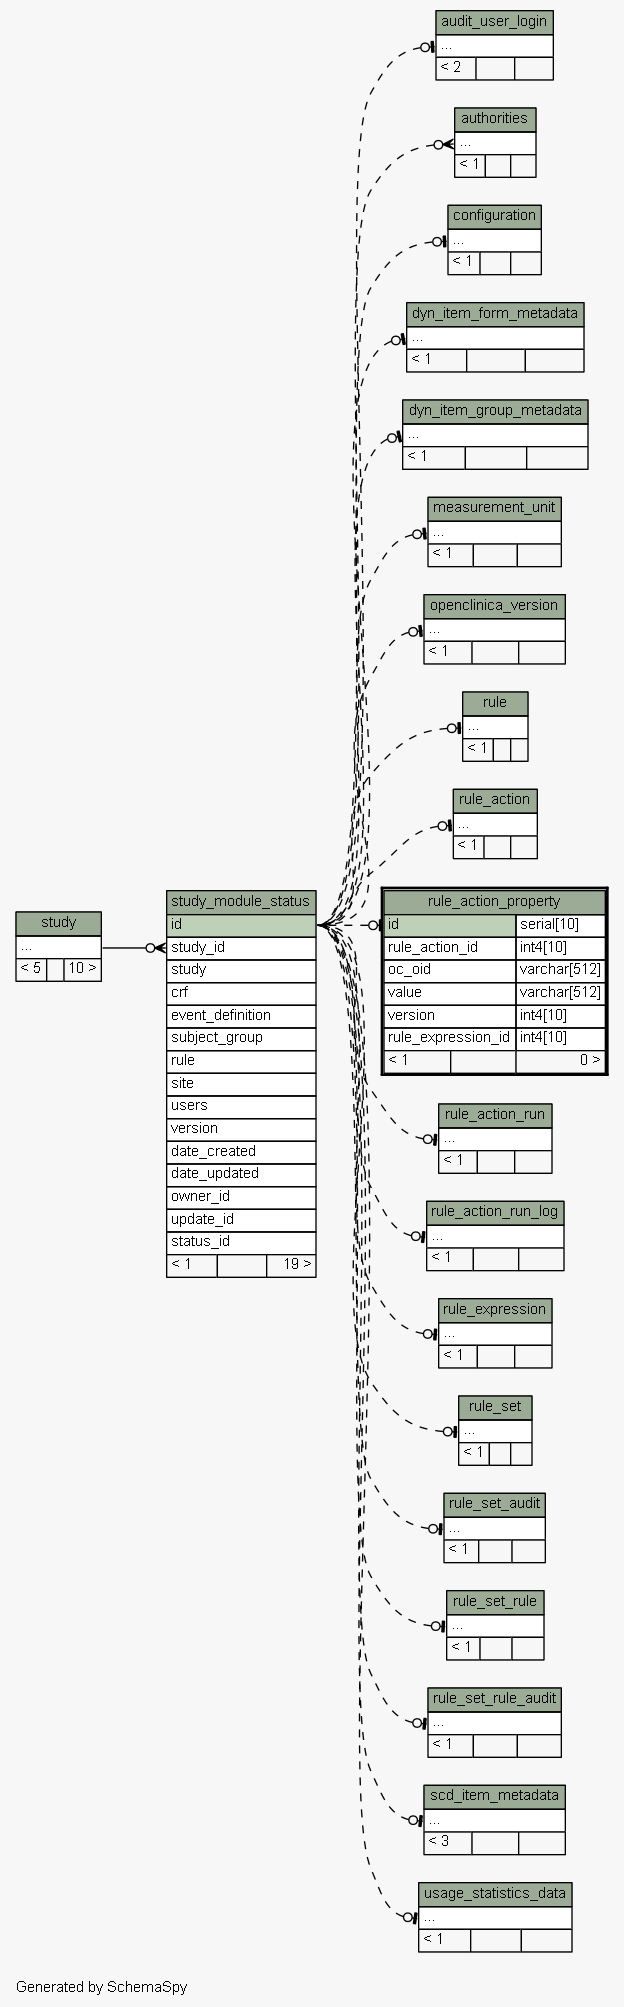 audit_user_login
...
< 2
authorities
...
< 1
configuration
...
< 1
dyn_item_form_metadata
...
< 1
dyn_item_group_metadata
...
< 1
measurement_unit
...
< 1
openclinica_version
...
< 1
rule
...
< 1
rule_action
...
< 1
study
...
< 5 10 >
study_module_status
id
study_id
study
crf
event_definition
subject_group
rule
site
users
version
date_created
date_updated
owner_id
update_id
status_id
< 1 19 >
rule_action_property
id serial[10]
rule_action_id int4[10]
oc_oid varchar[512]
value varchar[512]
version int4[10]
rule_expression_id int4[10]
< 1 0 >
rule_action_run
...
< 1
rule_action_run_log
...
< 1
rule_expression
...
< 1
rule_set
...
< 1
rule_set_audit
...
< 1
rule_set_rule
...
< 1
rule_set_rule_audit
...
< 1
scd_item_metadata
...
< 3
usage_statistics_data
...
< 1
Generated by SchemaSpy